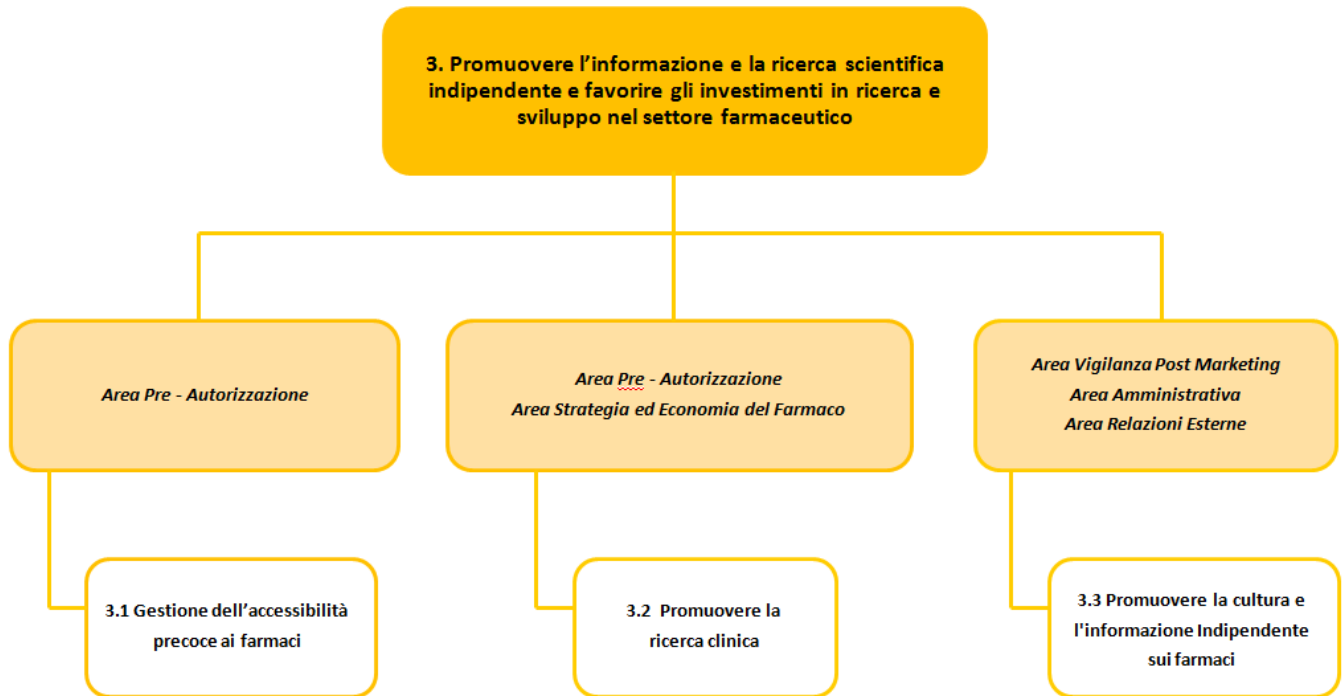 3. Promuovere l’informazione e la ricerca scientifica
indipendente e favorire gli investimenti in ricerca e
sviluppo nel settore farmaceutico
Area Pre - Autorizzazione
Area Pre - Autorizzazione
Area Strategia ed Economia del Farmaco
Area Vigilanza Post Marketing
Area Amministrativa
Area Relazioni Esterne
3.1 Gestione dell’accessibilità
precoce ai farmaci
3.2 Promuovere la
ricerca clinica
3.3 Promuovere la cultura e
l'informazione Indipendente
sui farmaci